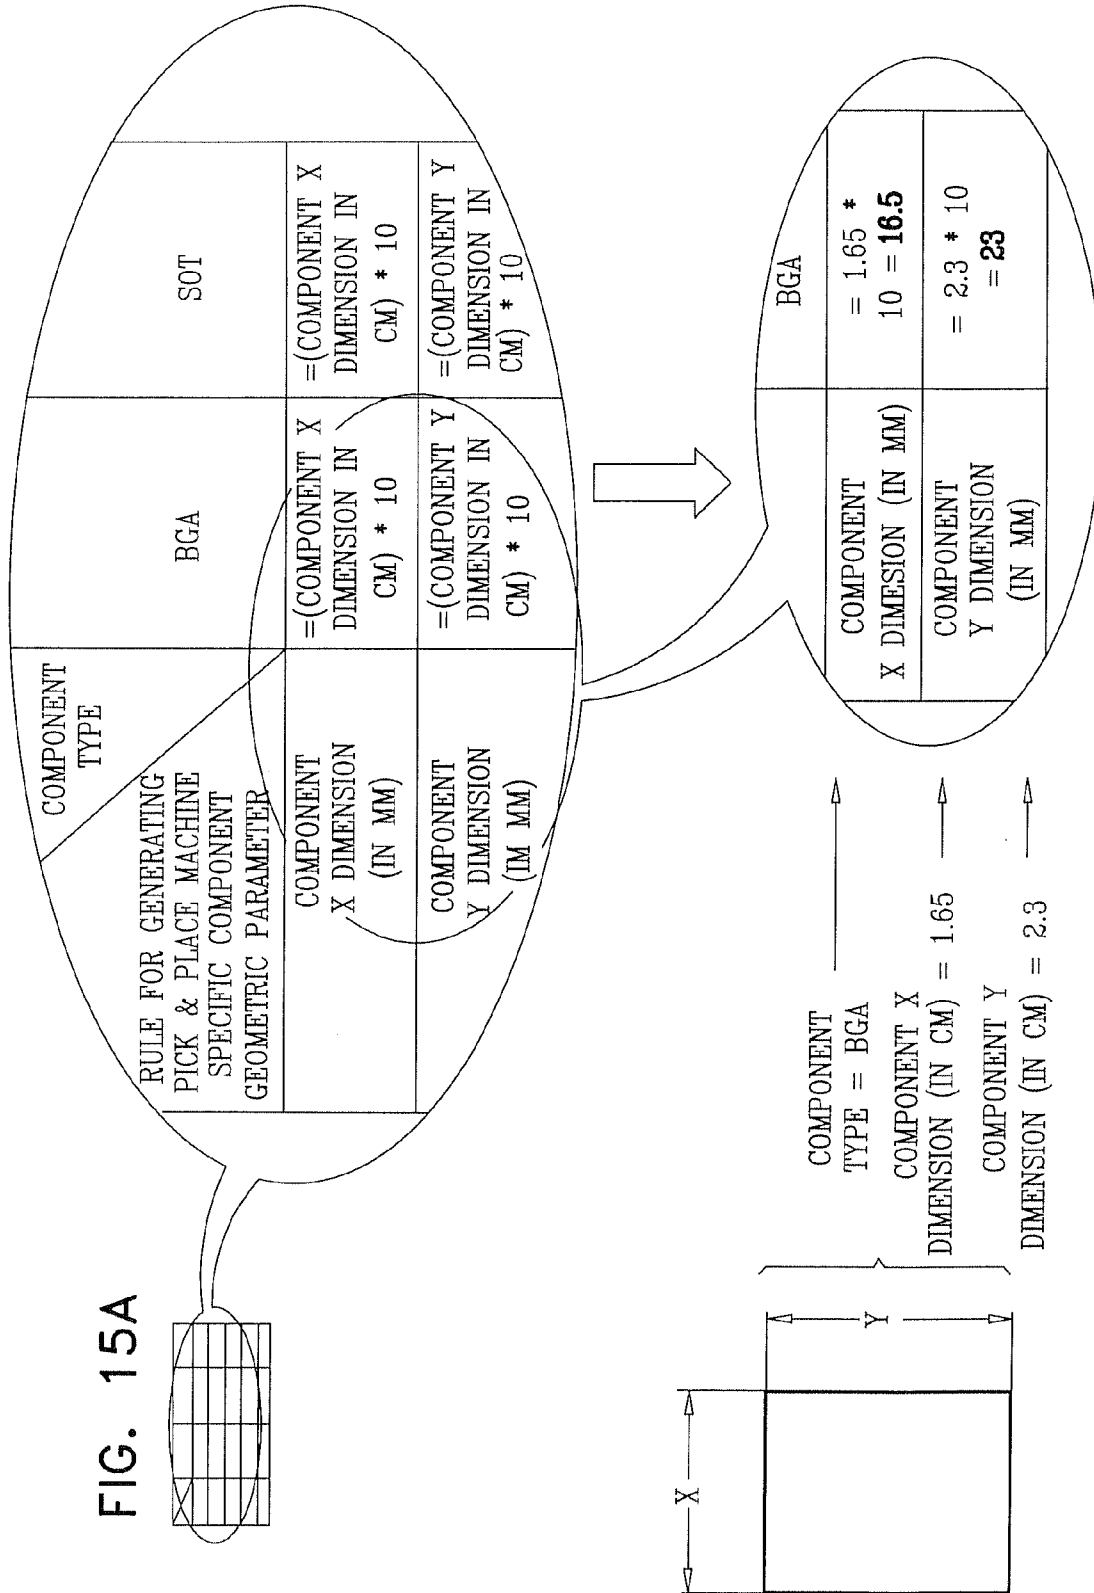 FIG. 15A
COMPONENT
TYPE
RULE FOR GENERATING
PICK & PLACE MACHINE
SPECIFIC COMPONENT
GEOMETRIC PARAMETER
BGA
SOT
COMPONENT
X DIMENSION
(IN MM)
=(COMPONENT X
DIMENSION IN
CM) * 10
=(COMPONENT X
DIMENSION IN
CM) * 10
COMPONENT
Y DIMENSION
(IM MM)
=(COMPONENT Y
DIMENSION IN
CM) * 10
=(COMPONENT Y
DIMENSION IN
CM) * 10
X
Y
COMPONENT
TYPE = BGA
COMPONENT X
DIMENSION (IN CM) = 1.65
COMPONENT Y
DIMENSION (IN CM) = 2.3
BGA
COMPONENT
X DIMESION (IN MM)
= 1.65 *
10 = 16.5
COMPONENT
Y DIMENSION
(IN MM)
= 2.3 * 10
= 23